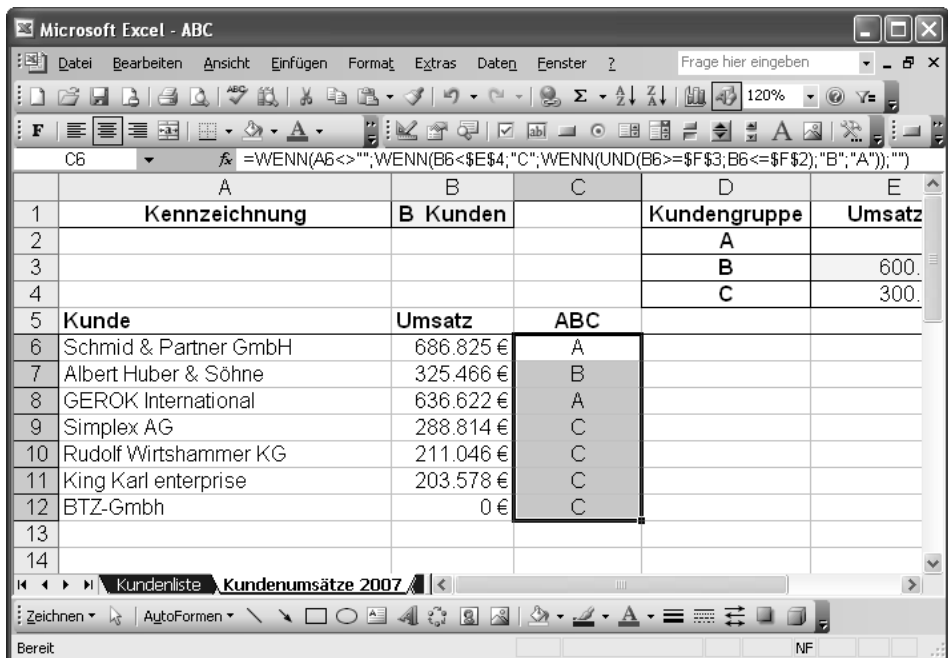 Microsoft Excel - ABC
Datei Bearbeiten Ansicht Einfügen Format Extras Daten Fenster ? Frage hier eingeben
120%
F
C6 fx =WENN(A6<>"";WENN(B6<$E$4;"C";WENN(UND(B6>=$F$3;B6<=$F$2);"B";"A"));"")
A B C D E
1 Kennzeichnung B Kunden Kundengruppe Umsatz
2 A
3 B 600.
4 C 300.
5 Kunde Umsatz ABC
6 Schmid & Partner GmbH 686.825 € A
7 Albert Huber & Söhne 325.466 € B
8 GEROK International 636.622 € A
9 Simplex AG 288.814 € C
10 Rudolf Wirtshammer KG 211.046 € C
11 King Karl enterprise 203.578 € C
12 BTZ-Gmbh 0 € C
13
14
Kundenliste Kundenumsätze 2007
Zeichnen AutoFormen
Bereit NF